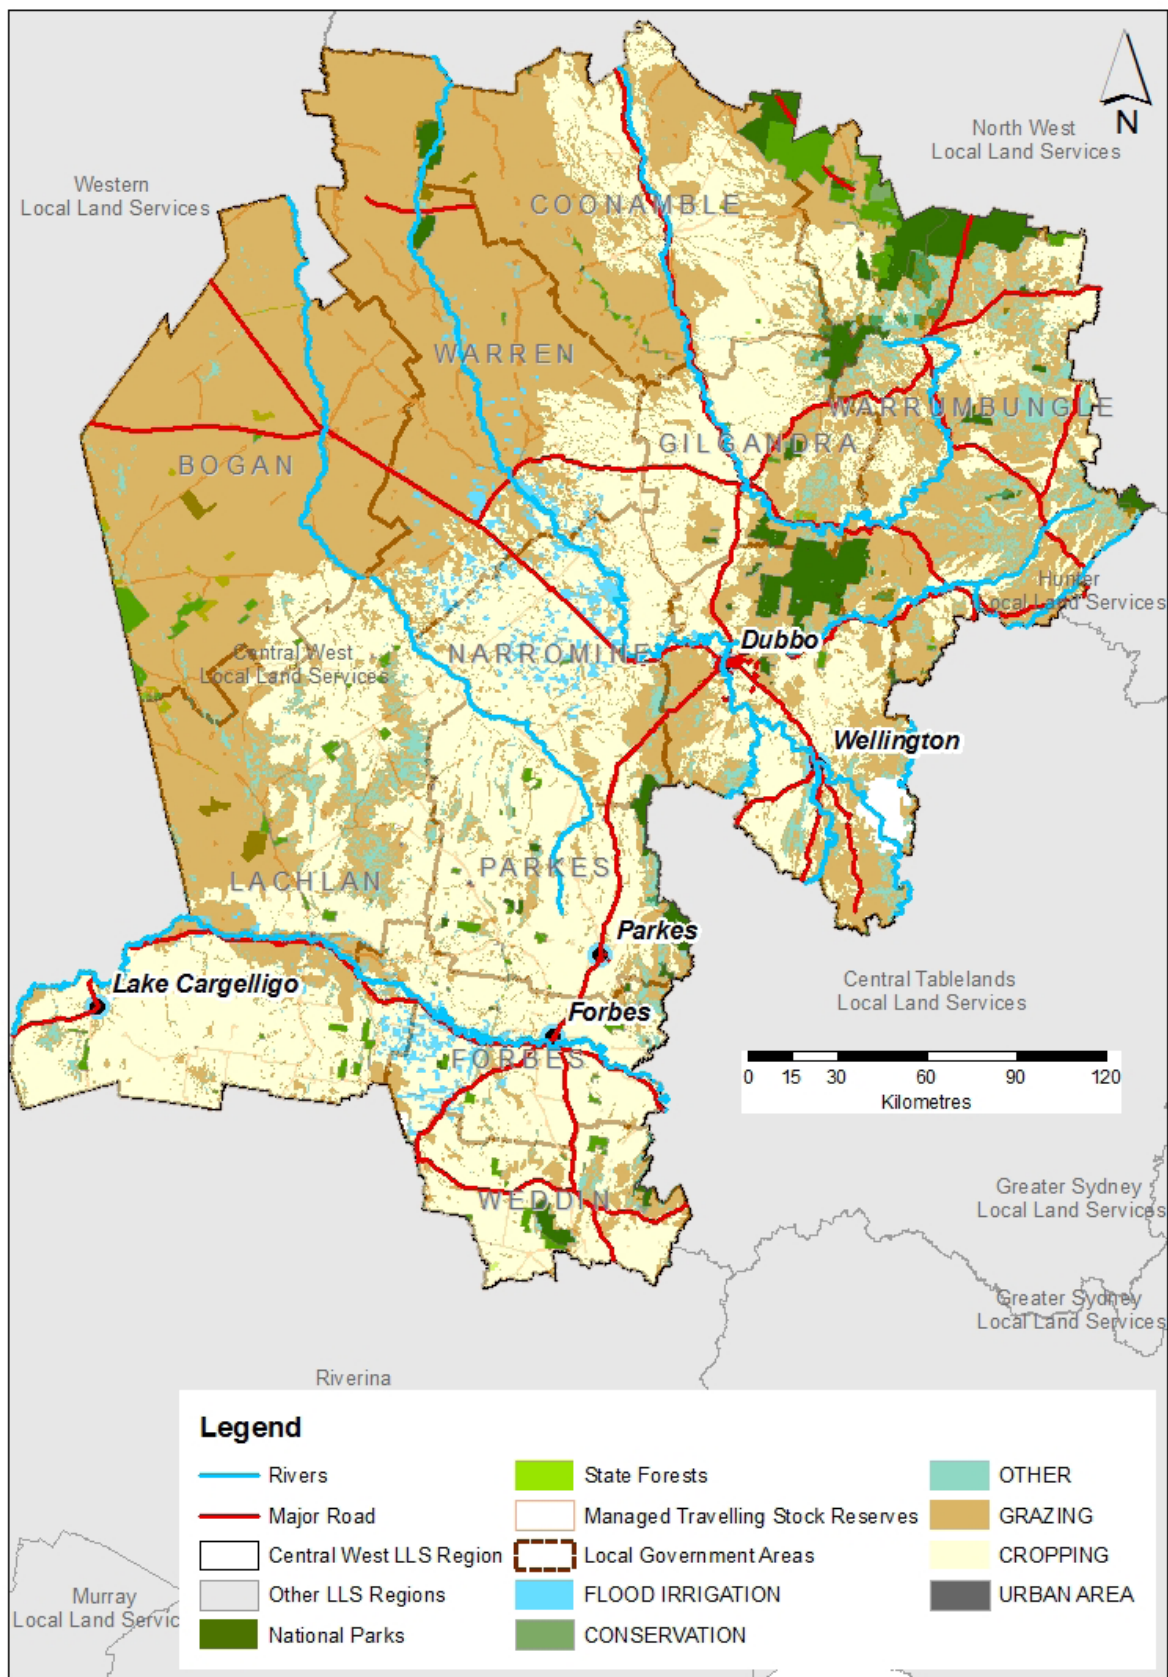 N
North West
Local Land Services
Western
Local Land Services
COONAMBLE
WARREN
WARRUMBUNGLE
GILGANDRA
BOGAN
Hunter
Local Land Services
Dubbo
NARROMINE
Central West
Local Land Services
Wellington
PARKES
LACHLAN
Parkes
Central Tablelands
Local Land Services
Lake Cargelligo
Forbes
FORBES
0 15 30 60 90 120
Kilometres
Greater Sydney
Local Land Services
WEDDIN
Greater Sydney
Local Land Services
Riverina
Legend
Rivers
State Forests
OTHER
Major Road
Managed Travelling Stock Reserves
GRAZING
Central West LLS Region
Local Government Areas
CROPPING
Other LLS Regions
FLOOD IRRIGATION
URBAN AREA
National Parks
CONSERVATION
Murray
Local Land Servic